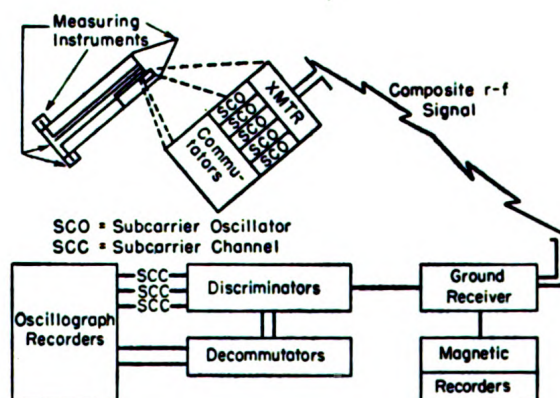 Measuring
Instruments
XMTR
SCO
SCO
SCO
SCO
SCO
Commu-
tators
Composite r-f
Signal
SCO = Subcarrier Oscillator
SCC = Subcarrier Channel
SCC
SCC
SCC
Discriminators
Ground
Receiver
Oscillograph
Recorders
Decommutators
Magnetic
Recorders